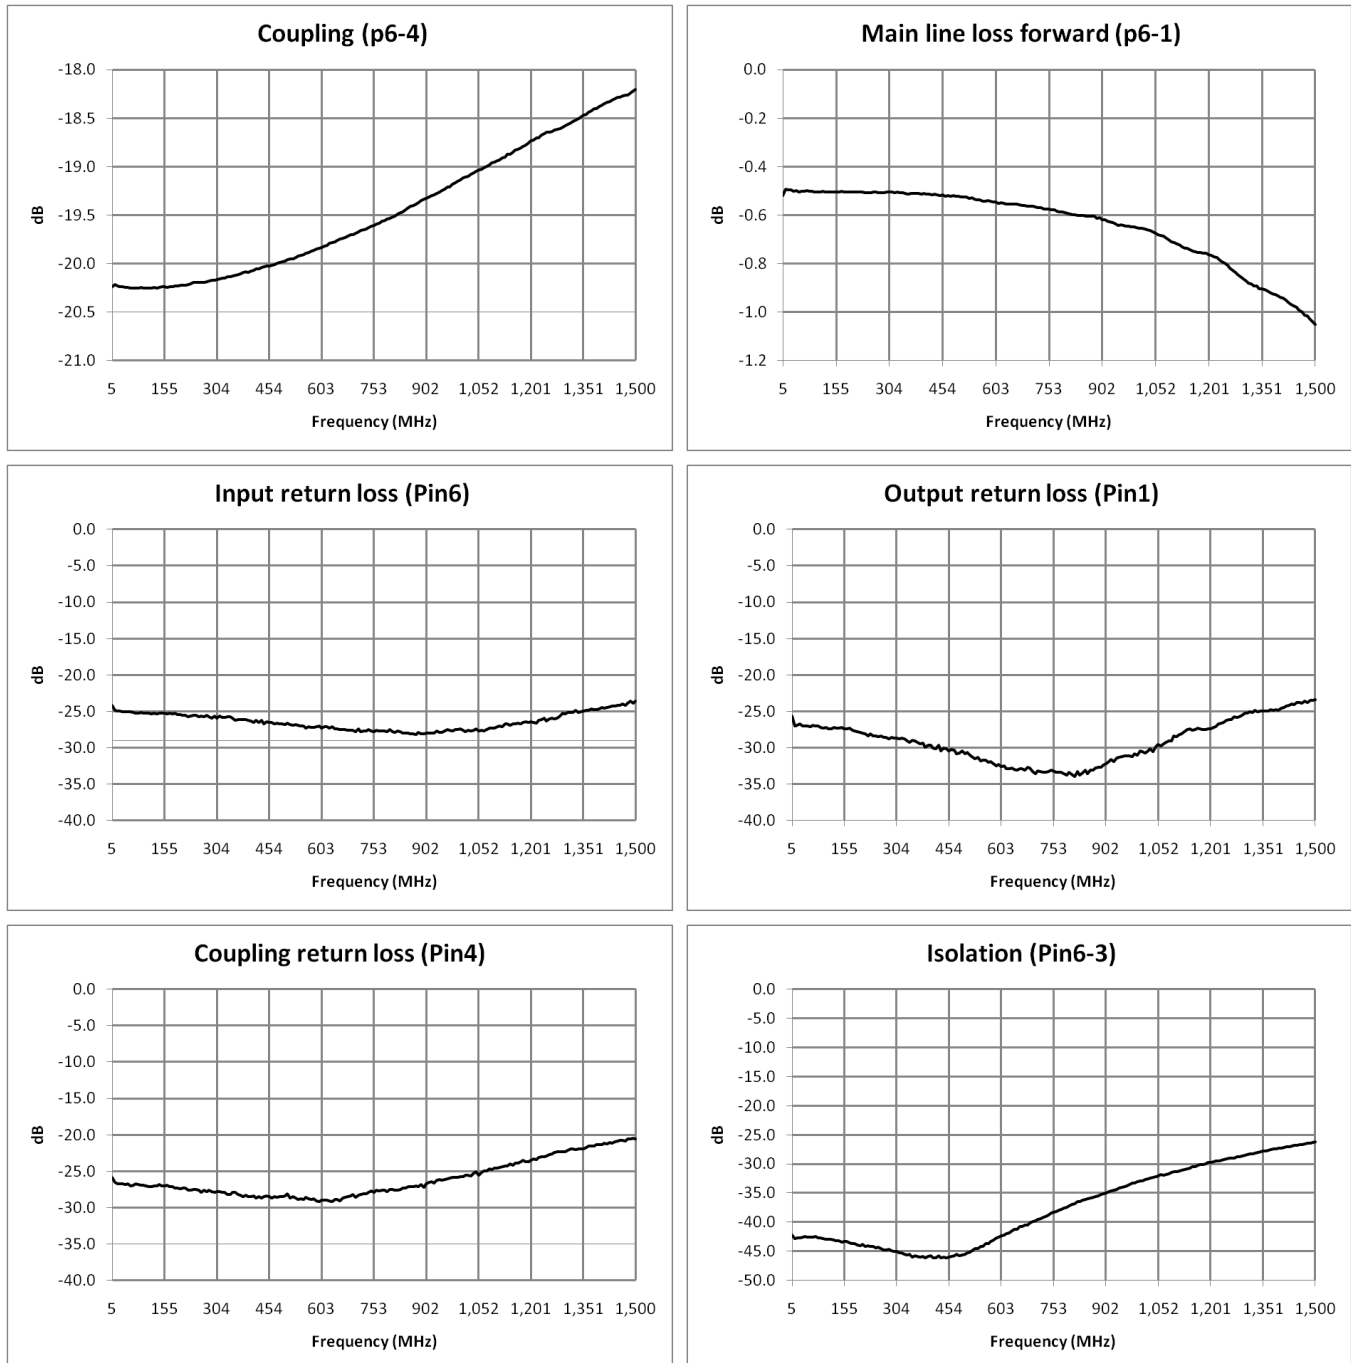 Coupling (p6-4)
-18.0
-18.5
-19.0
-19.5
-20.0
-20.5
-21.0
dB
5 155 304 454 603 753 902 1,052 1,201 1,351 1,500
Frequency (MHz)
Main line loss forward (p6-1)
0.0
-0.2
-0.4
-0.6
-0.8
-1.0
-1.2
dB
5 155 304 454 603 753 902 1,052 1,201 1,351 1,500
Frequency (MHz)
Input return loss (Pin6)
0.0
-5.0
-10.0
-15.0
-20.0
-25.0
-30.0
-35.0
-40.0
dB
5 155 304 454 603 753 902 1,052 1,201 1,351 1,500
Frequency (MHz)
Output return loss (Pin1)
0.0
-5.0
-10.0
-15.0
-20.0
-25.0
-30.0
-35.0
-40.0
dB
5 155 304 454 603 753 902 1,052 1,201 1,351 1,500
Frequency (MHz)
Coupling return loss (Pin4)
0.0
-5.0
-10.0
-15.0
-20.0
-25.0
-30.0
-35.0
-40.0
dB
5 155 304 454 603 753 902 1,052 1,201 1,351 1,500
Frequency (MHz)
Isolation (Pin6-3)
0.0
-5.0
-10.0
-15.0
-20.0
-25.0
-30.0
-35.0
-40.0
-45.0
-50.0
dB
5 155 304 454 603 753 902 1,052 1,201 1,351 1,500
Frequency (MHz)